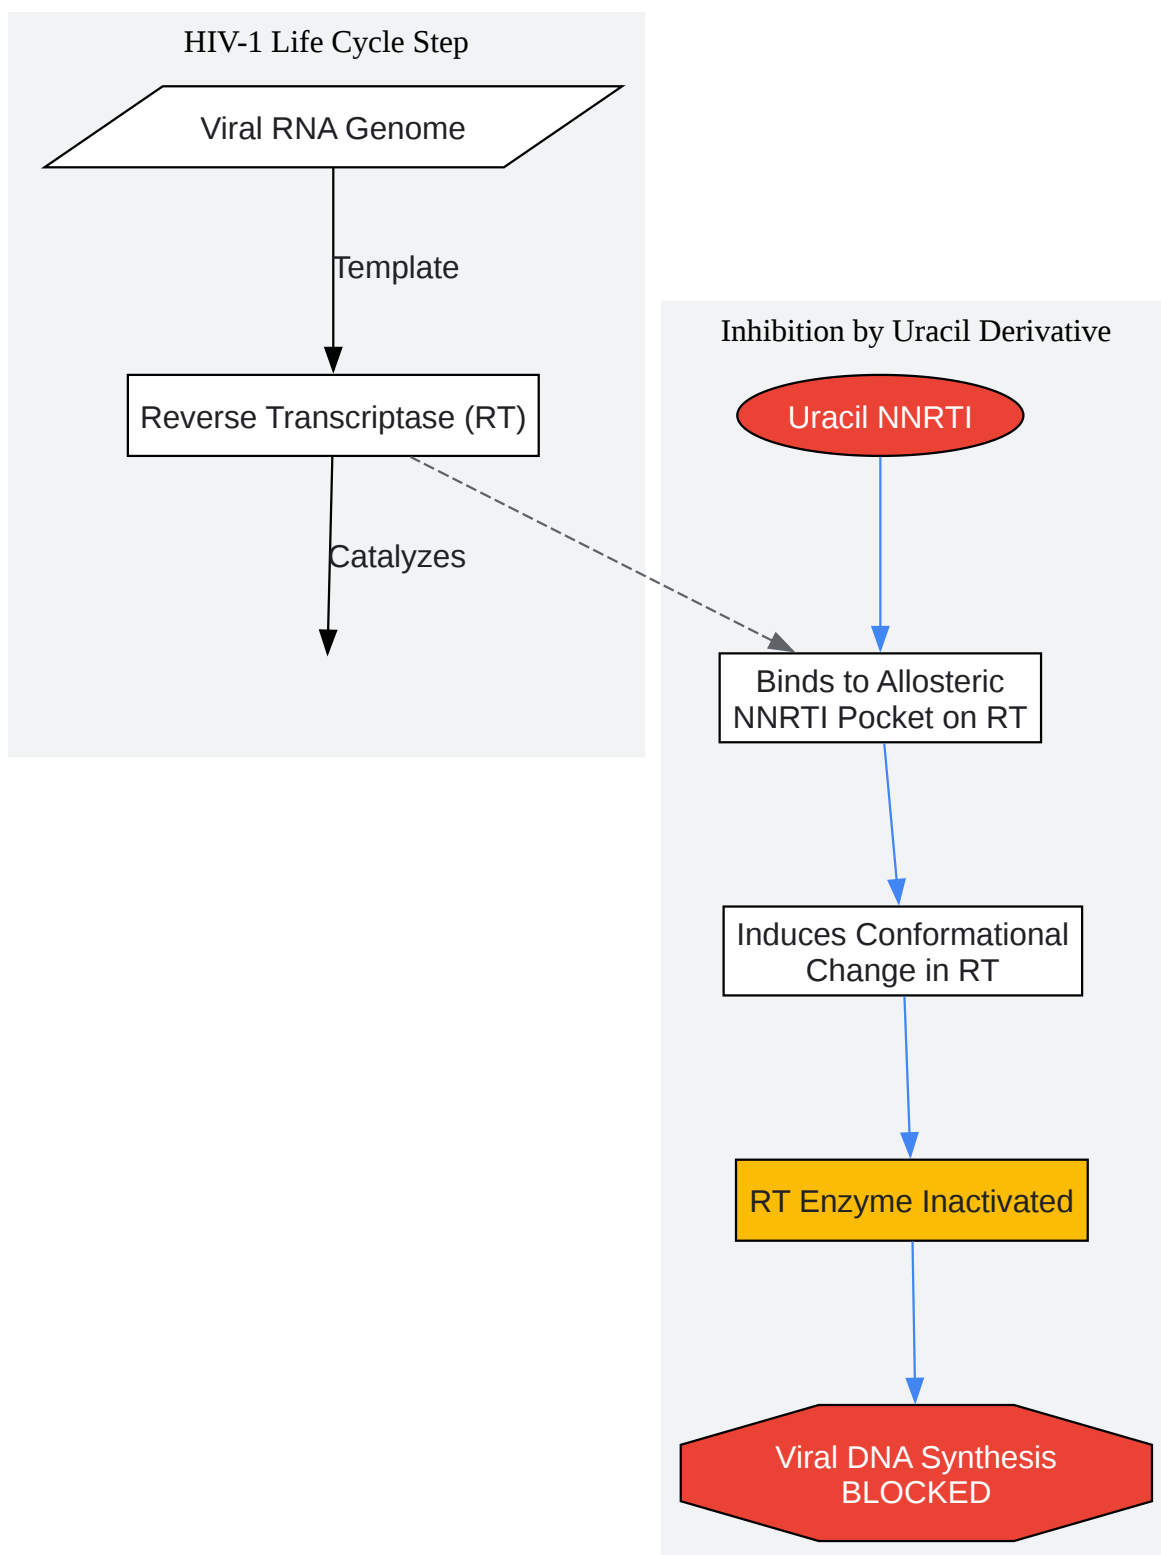 HIV-1 Life Cycle Step
Viral RNA Genome
Template
Reverse Transcriptase (RT)
Catalyzes
Inhibition by Uracil Derivative
Uracil NNRTI
Binds to Allosteric
NNRTI Pocket on RT
Induces Conformational
Change in RT
RT Enzyme Inactivated
Viral DNA Synthesis
BLOCKED